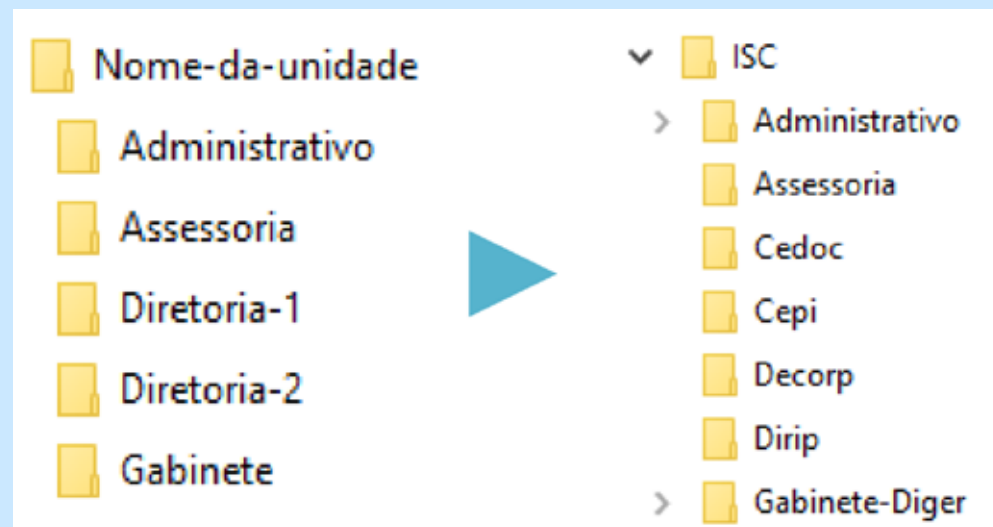 Nome-da-unidade
Administrativo
Assessoria
Diretoria-1
Diretoria-2
Gabinete
ISC
Administrativo
Assessoria
Cedoc
Cepi
Decorp
Dirip
Gabinete-Diger